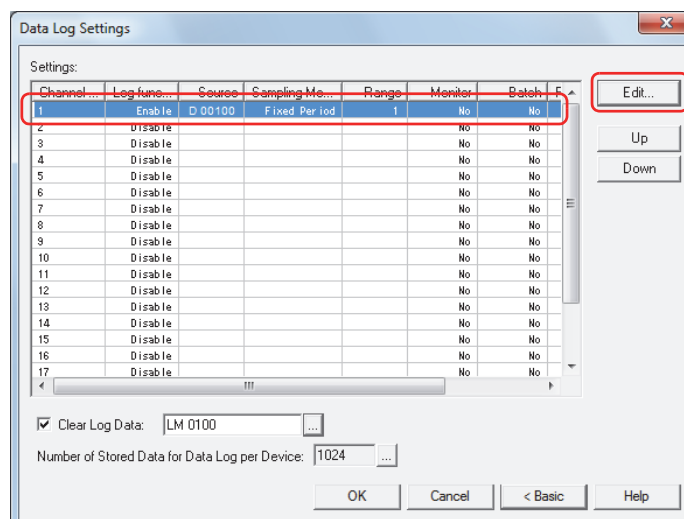 Data Log Settings
x
Settings:
Channel ... Log func... Source Sampling Me... Range Monitor Batch F
1 Enable D 00100 Fixed Period 1 No No
2 Disable No No
3 Disable No No
4 Disable No No
5 Disable No No
6 Disable No No
7 Disable No No
8 Disable No No
9 Disable No No
10 Disable No No
11 Disable No No
12 Disable No No
13 Disable No No
14 Disable No No
15 Disable No No
16 Disable No No
17 Disable No No
Edit...
Up
Down
Clear Log Data: LM 0100 ...
Number of Stored Data for Data Log per Device: 1024 ...
OK Cancel < Basic Help